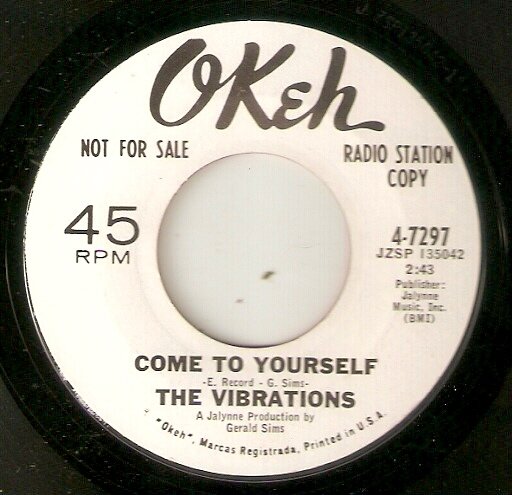 OKeh
NOT FOR SALE
RADIO STATION
COPY
45
RPM
4-7297
JZSP 135042
2:43
Publisher:
Jalynne
Music, Inc.
(BMI)
COME TO YOURSELF
-E. Record - G. Sims-
THE VIBRATIONS
A Jalynne Production by
Gerald Sims
"Okeh", Marcas Registrada, Printed in U.S.A.